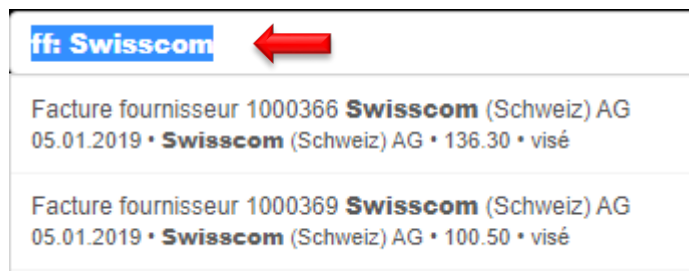 ff: Swisscom
Facture fournisseur 1000366 Swisscom (Schweiz) AG
05.01.2019 • Swisscom (Schweiz) AG • 136.30 • visé
Facture fournisseur 1000369 Swisscom (Schweiz) AG
05.01.2019 • Swisscom (Schweiz) AG • 100.50 • visé